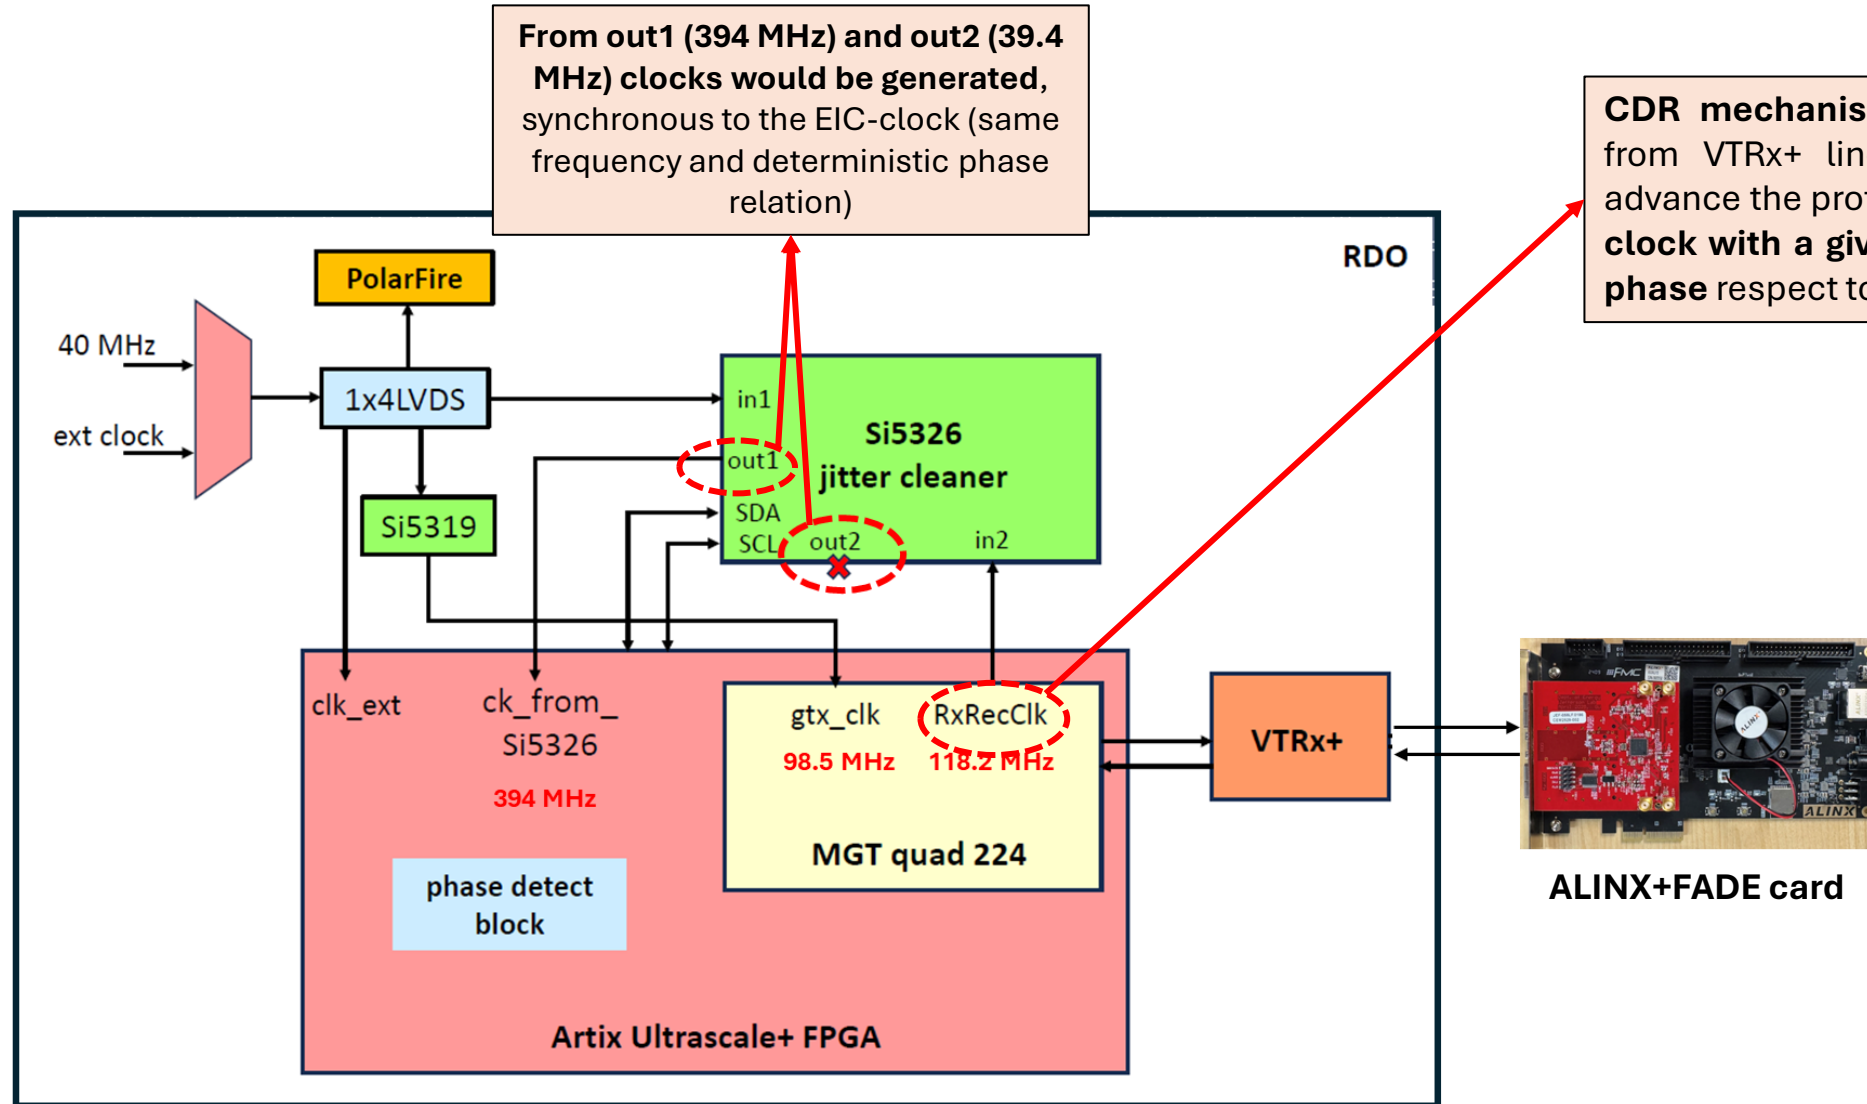 From out1 (394 MHz) and out2 (39.4
MHz) clocks would be generated,
synchronous to the EIC-clock (same
frequency and deterministic phase
relation)
CDR mechanis
from VTRx+ lin
advance the pro
clock with a giv
phase respect to
RDO
PolarFire
40 MHz
1x4LVDS
in1
ext clock
Si5326
jitter cleaner
out1
SDA
Si5319
SCL
out2
in2
clk_ext
ck_from_
Si5326
394 MHz
gtx_clk
RxRecClk
98.5 MHz
118.2 MHz
VTRx+
FMC
ALINX
ALINX
MGT quad 224
phase detect
block
ALINX+FADE card
Artix Ultrascale+ FPGA